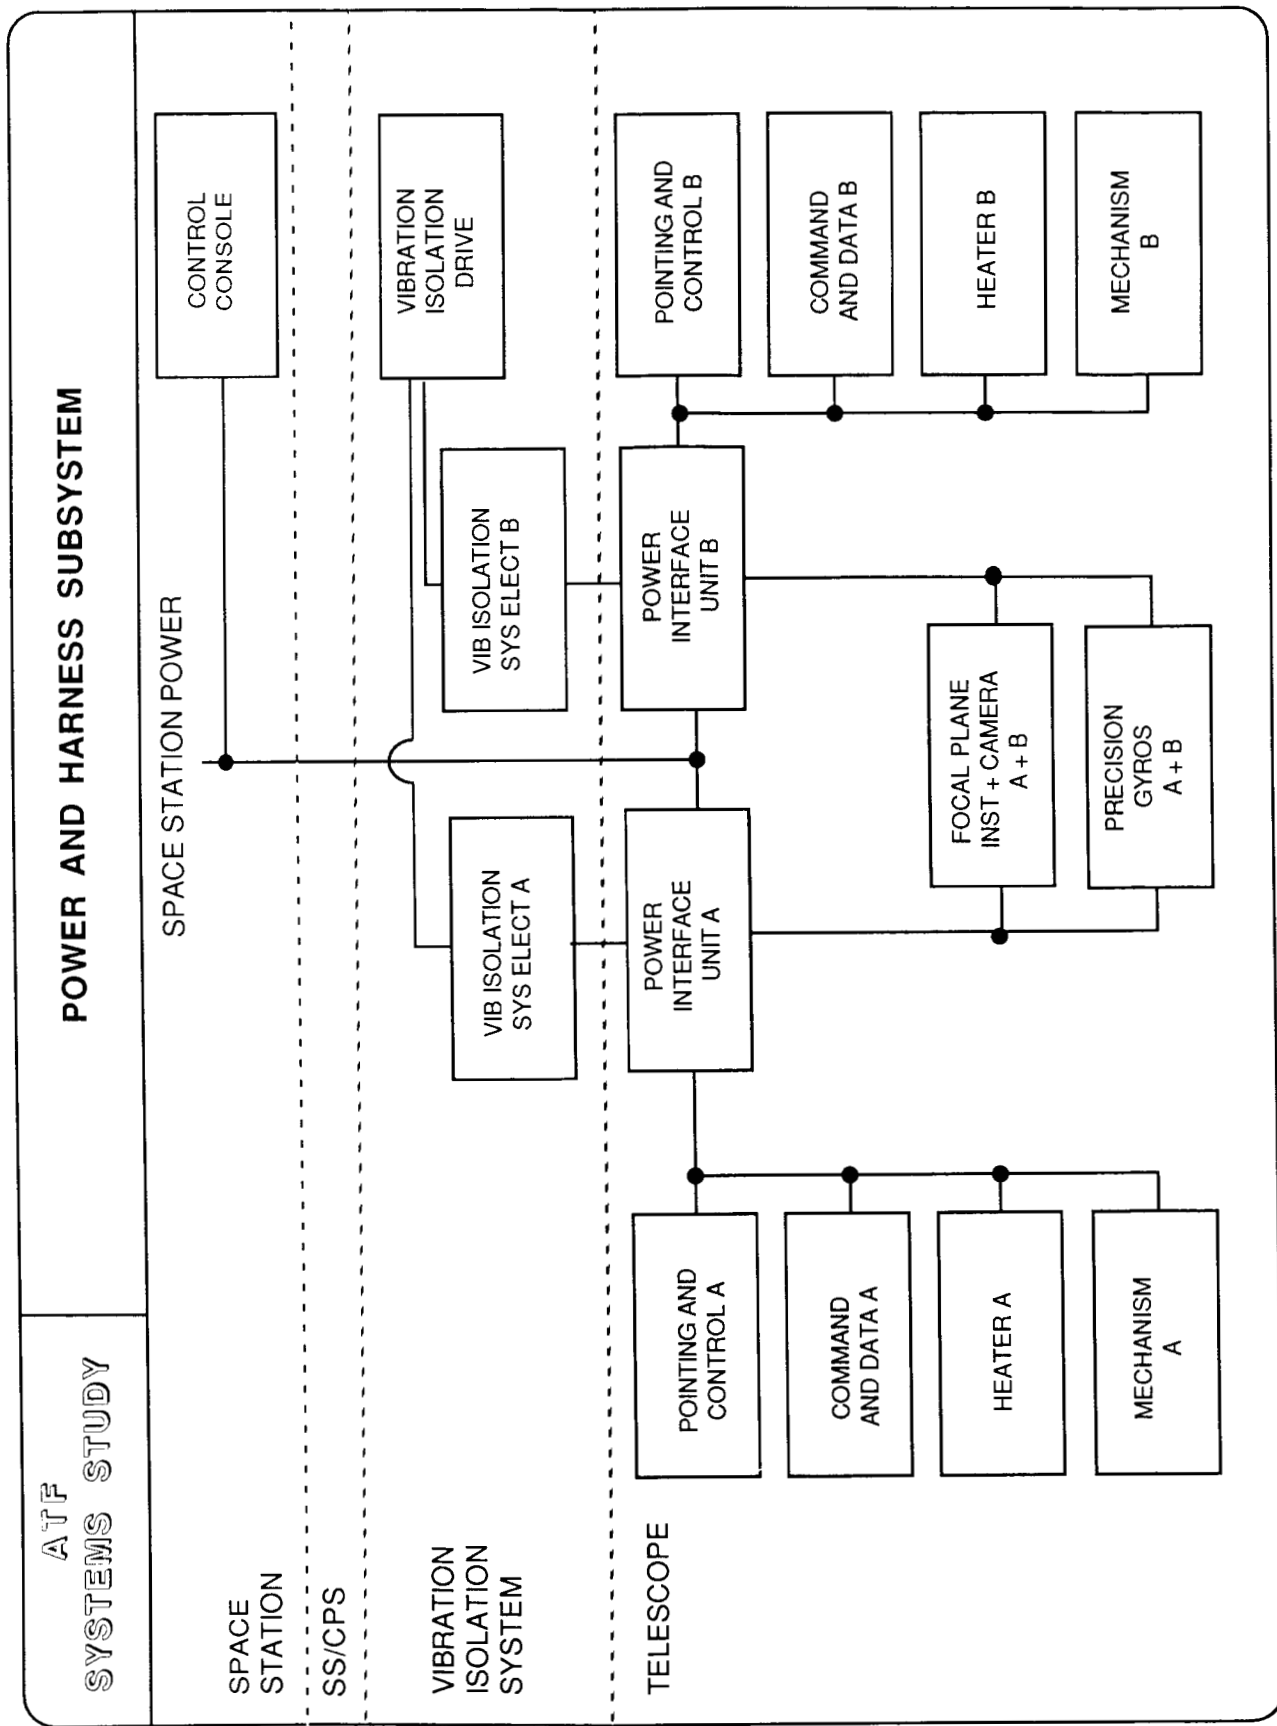 ATF
SYSTEMS STUDY
POWER AND HARNESS SUBSYSTEM
SPACE STATION POWER
SPACE
STATION
CONTROL
CONSOLE
SS/CPS
VIBRATION
ISOLATION
SYSTEM
VIB ISOLATION
SYS ELECT A
VIB ISOLATION
SYS ELECT B
VIBRATION
ISOLATION
DRIVE
TELESCOPE
POINTING AND
CONTROL A
POWER
INTERFACE
UNIT A
POWER
INTERFACE
UNIT B
POINTING AND
CONTROL B
COMMAND
AND DATA A
COMMAND
AND DATA B
HEATER A
FOCAL PLANE
INST + CAMERA
A + B
HEATER B
MECHANISM
A
PRECISION
GYROS
A + B
MECHANISM
B